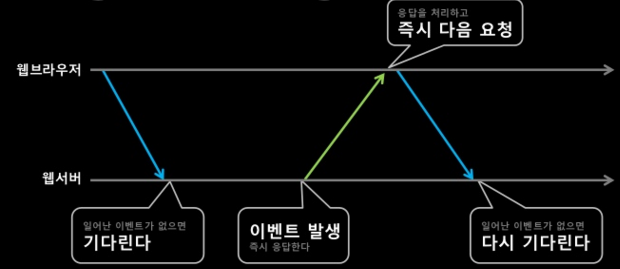 응답을 처리하고
즉시 다음 요청
웹브라우저
웹서버
일어난 이벤트가 없으면
기다린다
이벤트 발생
즉시 응답한다
일어난 이벤트가 없으면
다시 기다린다